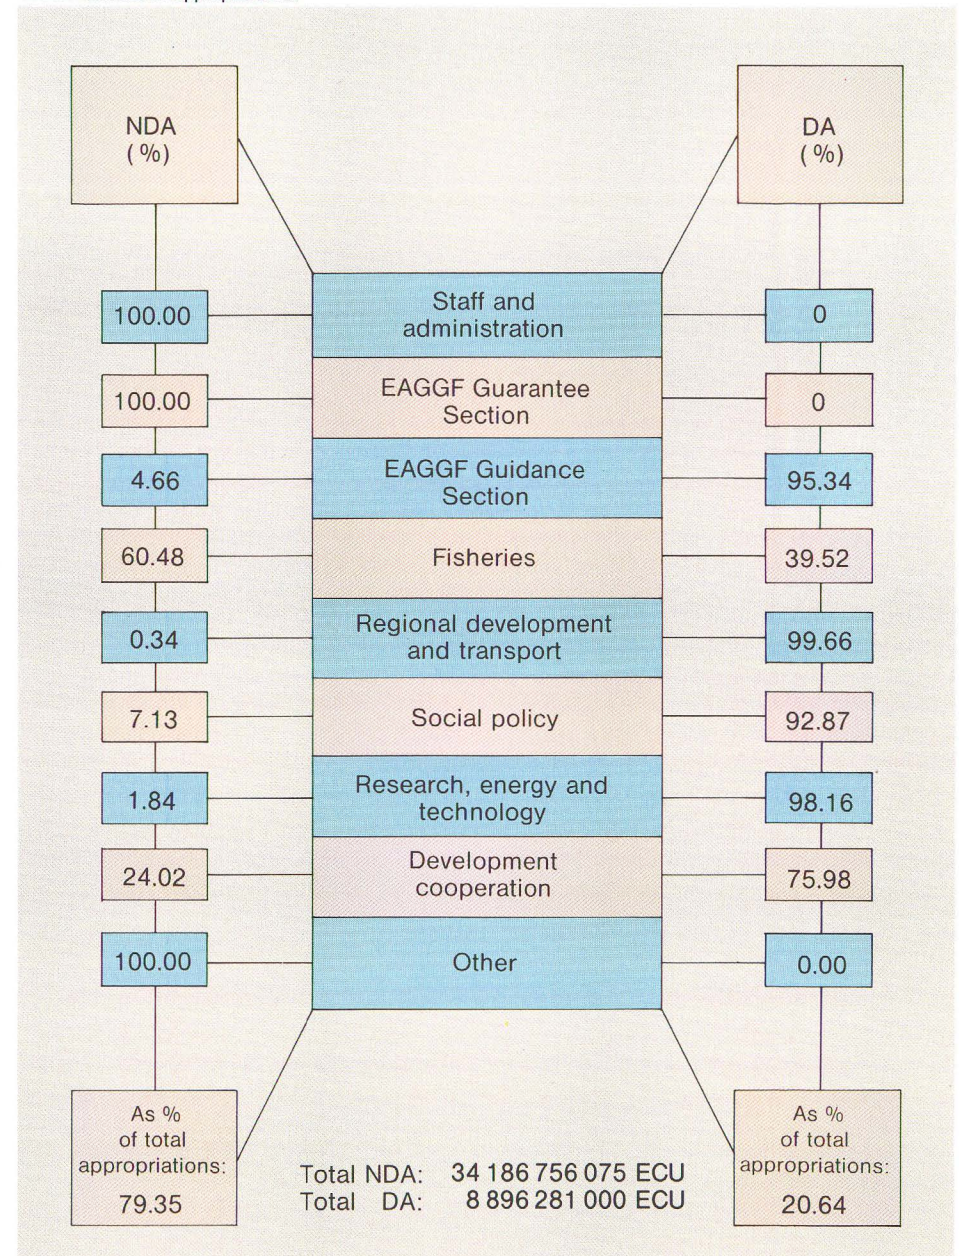 NDA
(%)
DA
(%)
100.00
Staff and
administration
0
100.00
EAGGF Guarantee
Section
0
4.66
EAGGF Guidance
Section
95.34
60.48
Fisheries
39.52
0.34
Regional development
and transport
99.66
7.13
Social policy
92.87
1.84
Research, energy and
technology
98.16
24.02
Development
cooperation
75.98
100.00
Other
0.00
As %
of total
appropriations:
79.35
Total NDA: 34 186 756 075 ECU
Total DA: 8 896 281 000 ECU
As %
of total
appropriations:
20.64